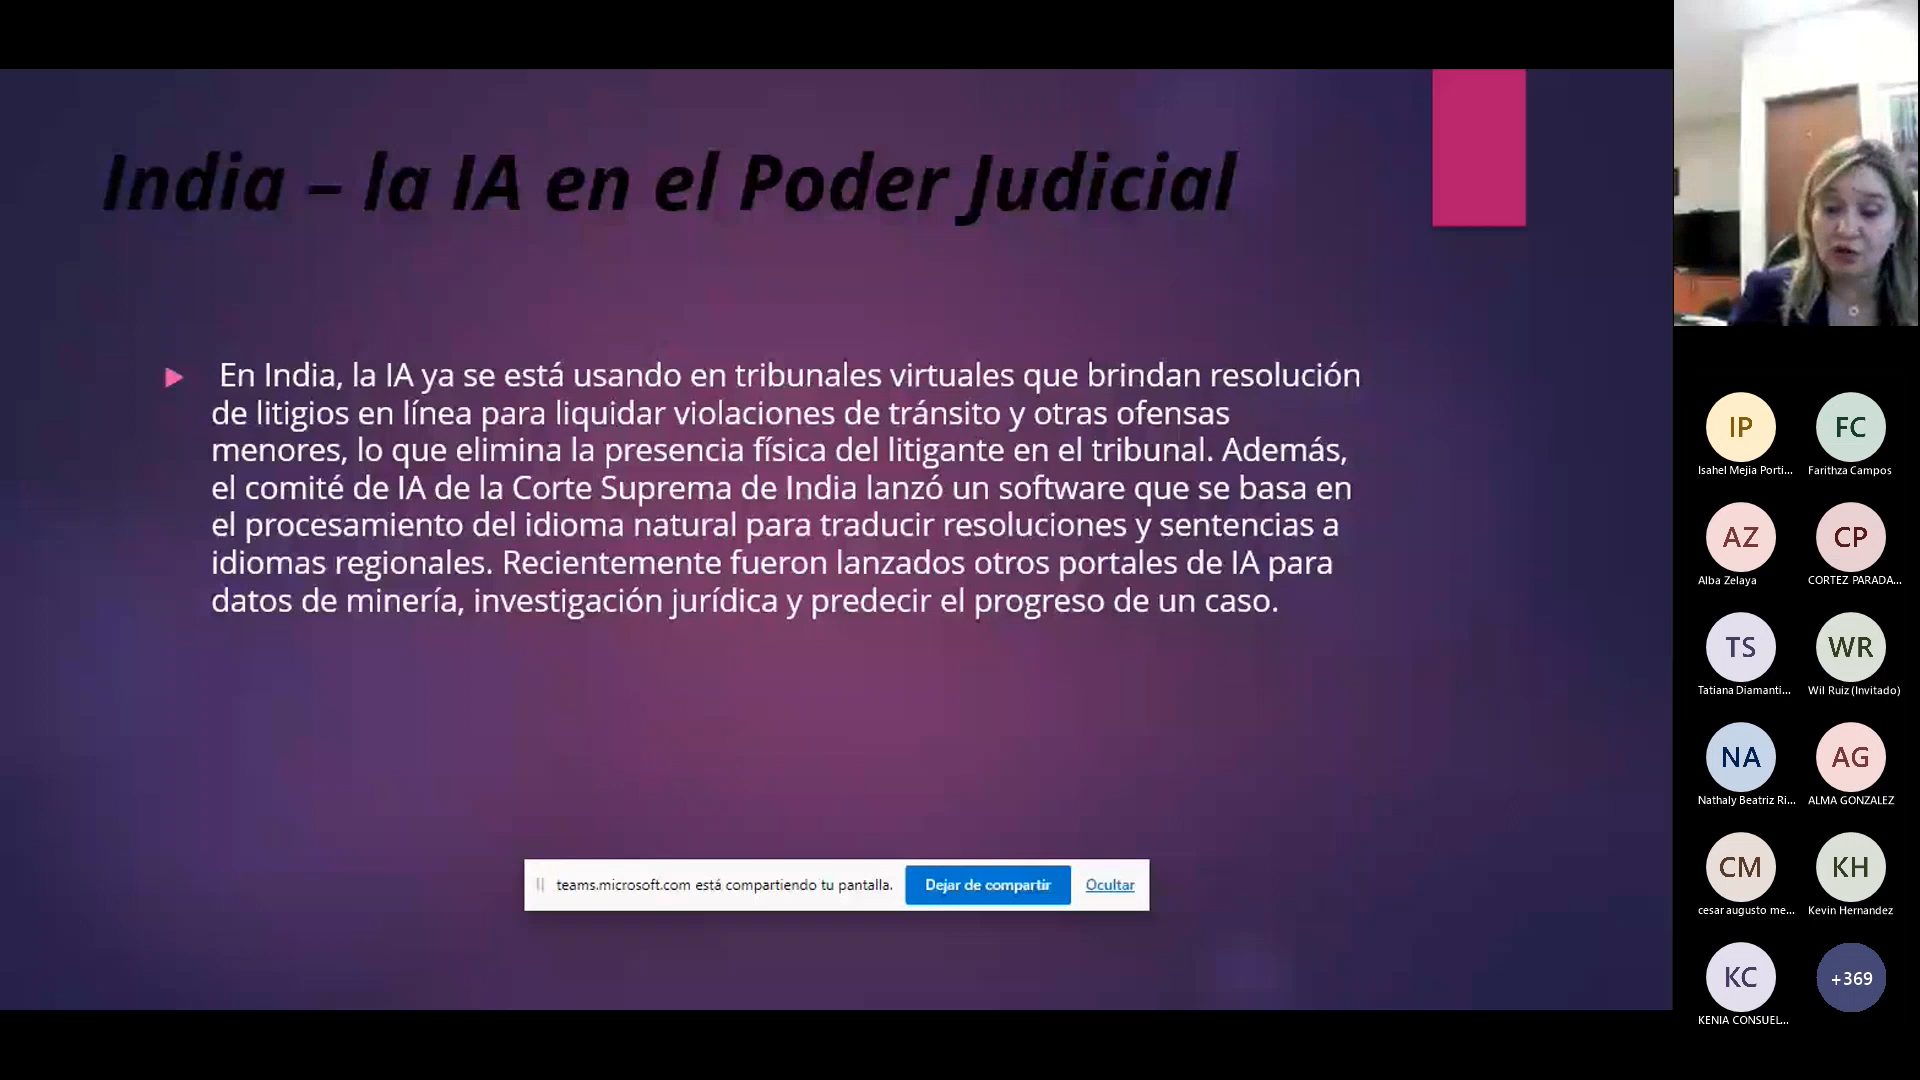 India – la IA en el Poder Judicial
En India, la IA ya se está usando en tribunales virtuales que brindan resolución
de litigios en línea para liquidar violaciones de tránsito y otras ofensas
menores, lo que elimina la presencia física del litigante en el tribunal. Además,
el comité de IA de la Corte Suprema de India lanzó un software que se basa en
el procesamiento del idioma natural para traducir resoluciones y sentencias a
idiomas regionales. Recientemente fueron lanzados otros portales de IA para
datos de minería, investigación jurídica y predecir el progreso de un caso.
teams.microsoft.com está compartiendo tu pantalla. Dejar de compartir Ocultar
IP FC
Isahel Mejia Porti... Farithza Campos
AZ CP
Alba Zelaya CORTEZ PARADA...
TS WR
Tatiana Diamanti... Wil Ruiz (Invitado)
NA AG
Nathaly Beatriz Ri... ALMA GONZALEZ
CM KH
cesar augusto me... Kevin Hernandez
KC +369
KENIA CONSUEL...